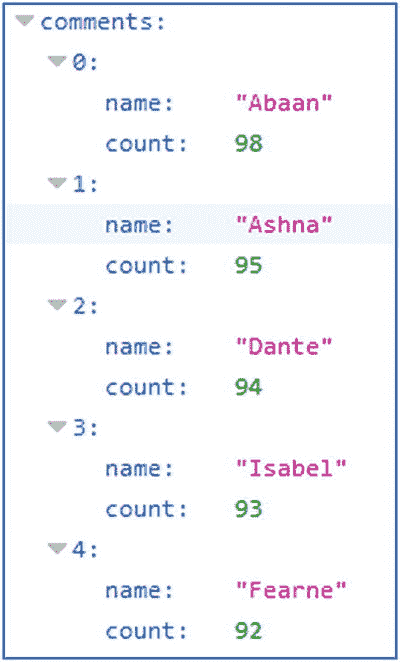 comments:
0:
name: "Abaan"
count: 98
1:
name: "Ashna"
count: 95
2:
name: "Dante"
count: 94
3:
name: "Isabel"
count: 93
4:
name: "Fearne"
count: 92